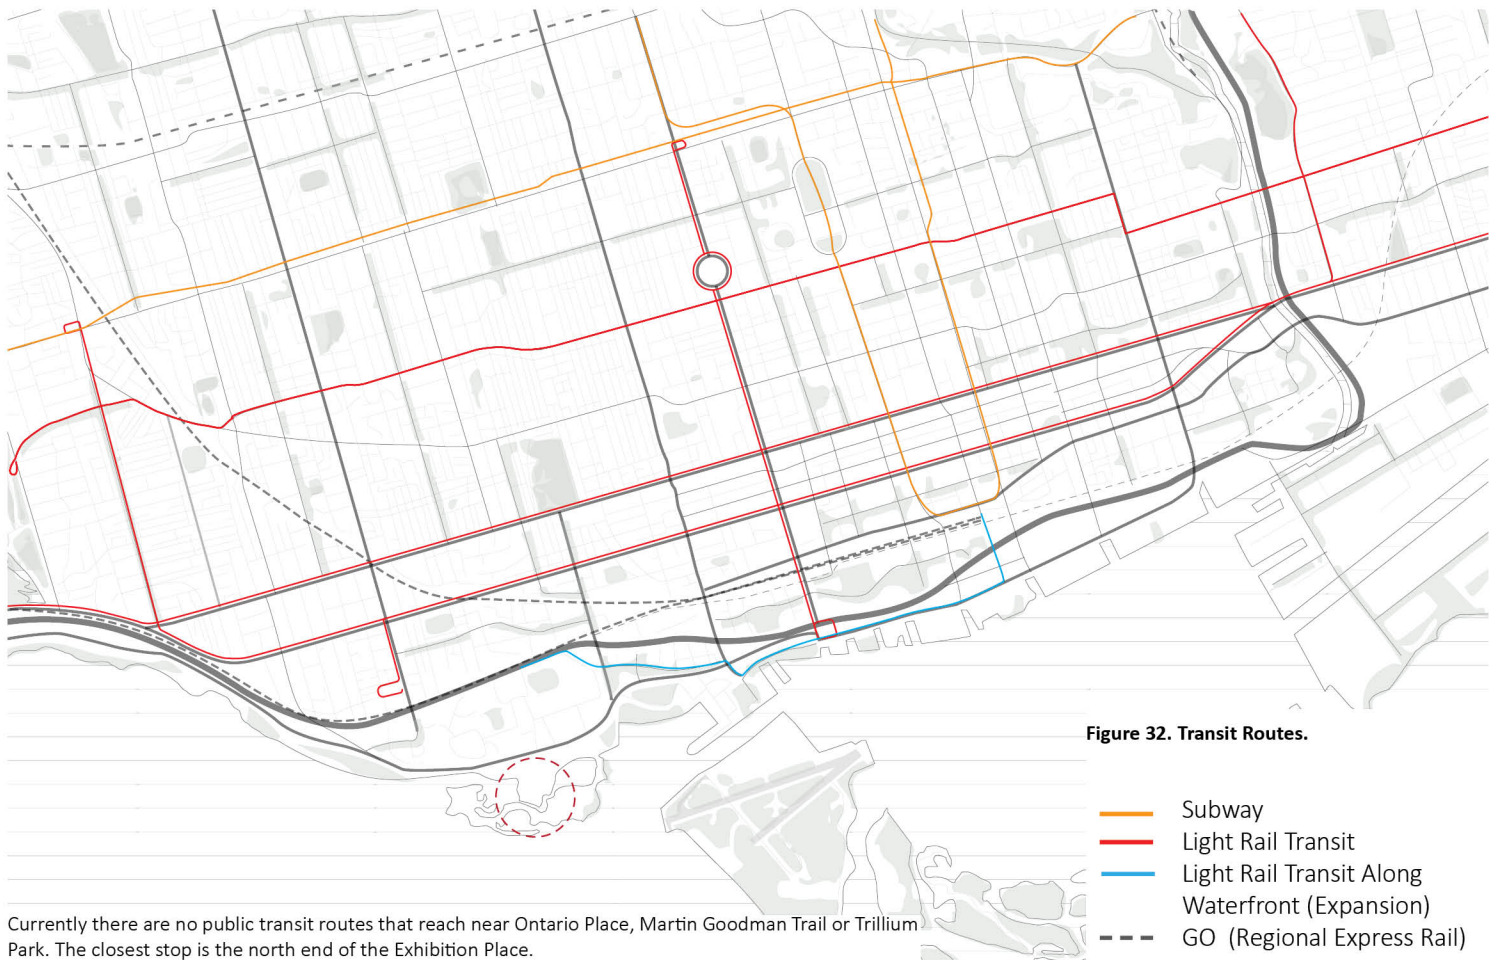 Figure 32. Transit Routes.
Subway
Light Rail Transit
Light Rail Transit Along
Waterfront (Expansion)
GO  (Regional Express Rail)
Currently there are no public transit routes that reach near Ontario Place, Martin Goodman Trail or Trillium
Park. The closest stop is the north end of the Exhibition Place.